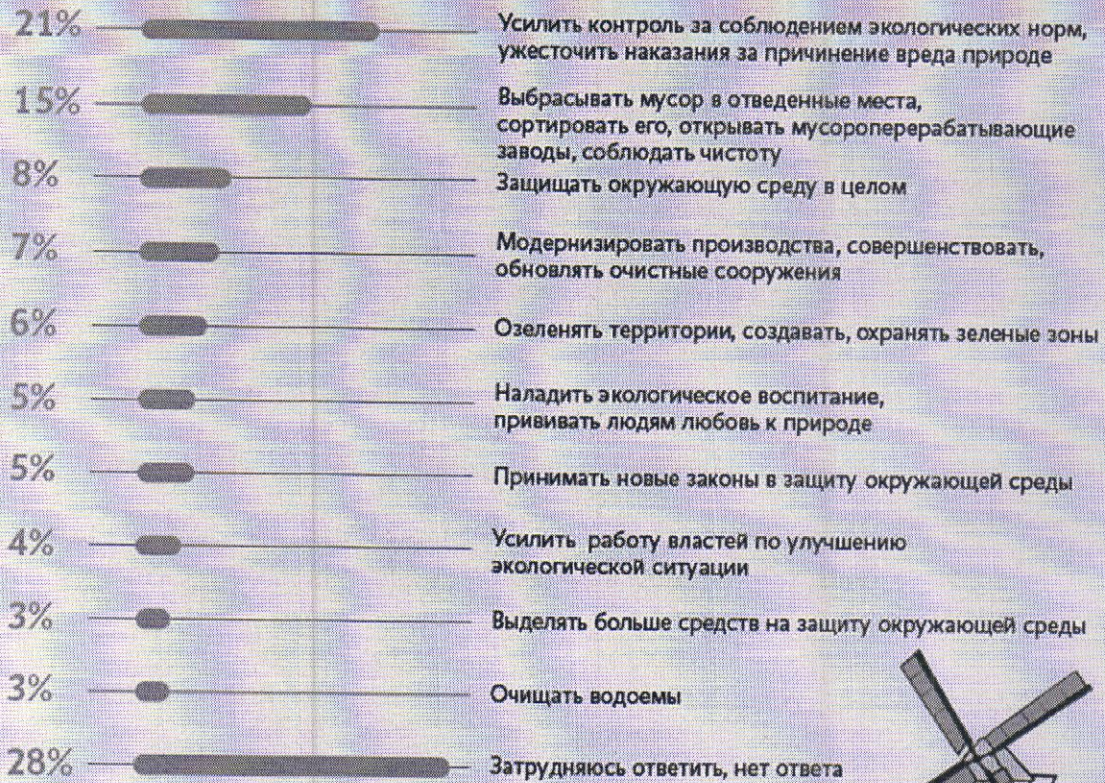 21%
Усилить контроль за соблюдением экологических норм,
ужесточить наказания за причинение вреда природе
15%
Выбрасывать мусор в отведенные места,
сортировать его, открывать мусороперерабатывающие
заводы, соблюдать чистоту
8%
Защищать окружающую среду в целом
7%
Модернизировать производства, совершенствовать,
обновлять очистные сооружения
6%
Озеленять территории, создавать, охранять зеленые зоны
5%
Наладить экологическое воспитание,
прививать людям любовь к природе
5%
Принимать новые законы в защиту окружающей среды
4%
Усилить работу властей по улучшению
экологической ситуации
3%
Выделять больше средств на защиту окружающей среды
3%
Очищать водоемы
28%
Затрудняюсь ответить, нет ответа